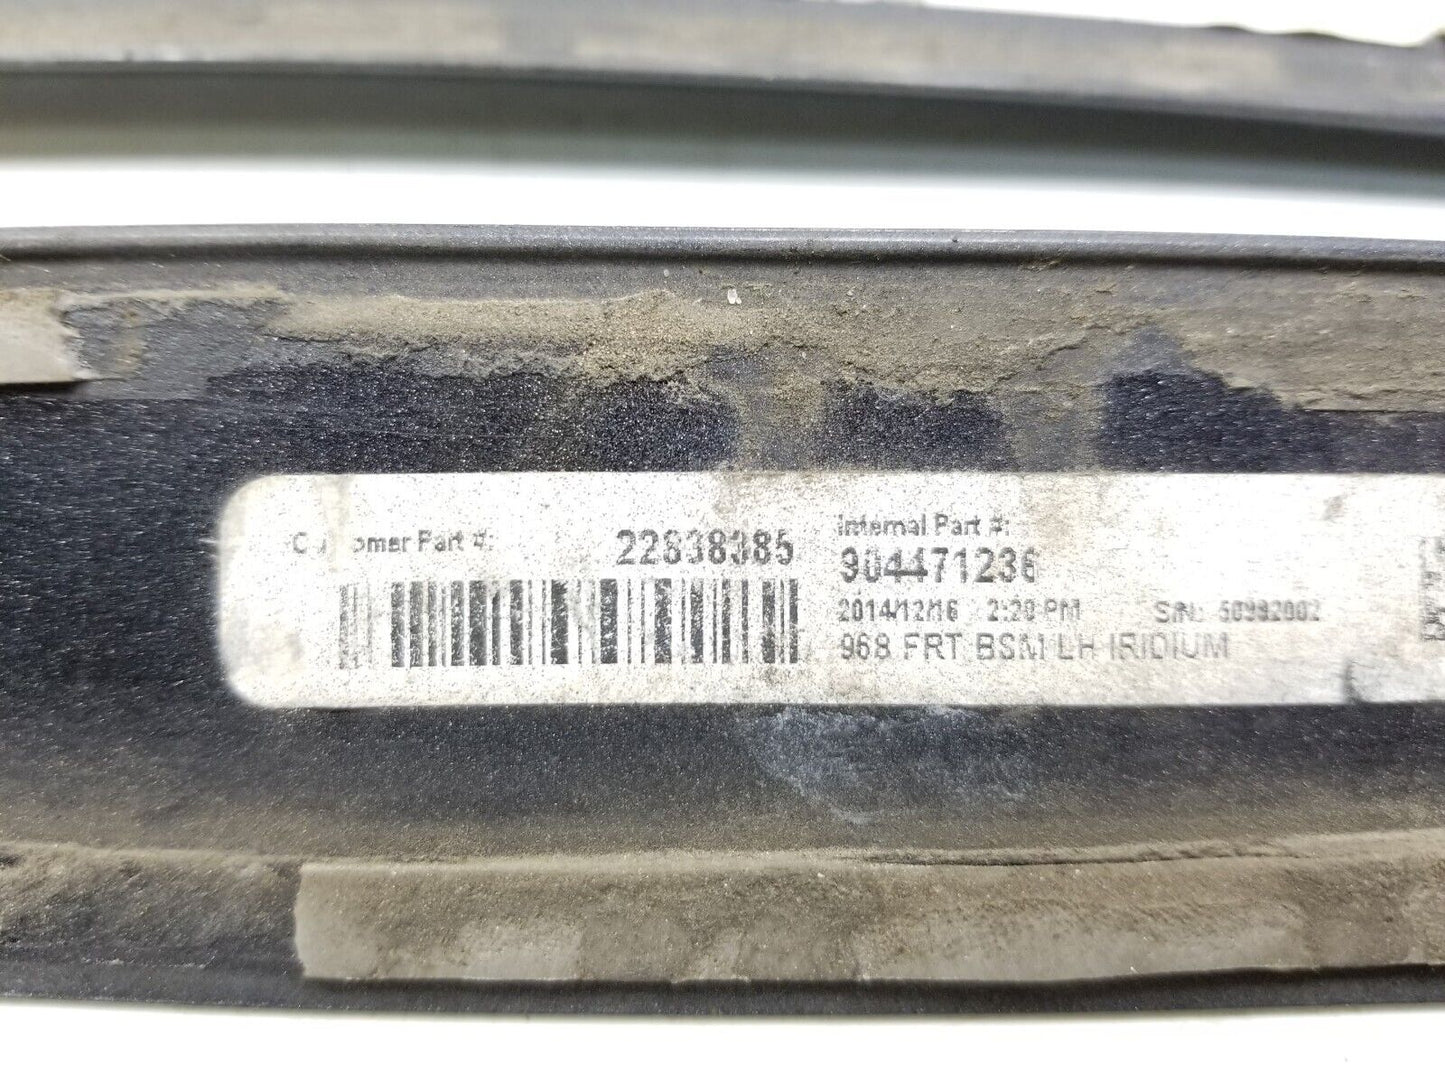 Customer Part #: 22838385
Internal Part #:
904471236
2014/12/16 2:20 PM S/N:
968 FRT BSM LH IRIDIUM